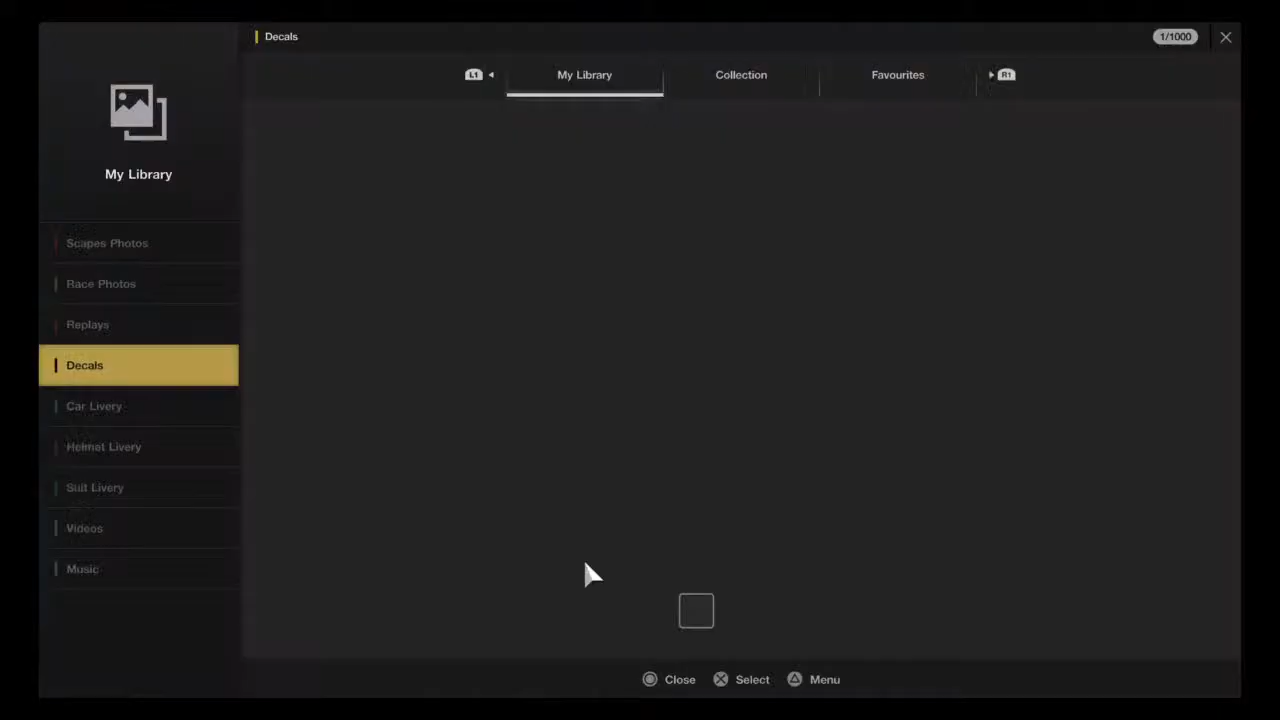 Decals
1/1000
L1
My Library
Collection
Favourites
R1
My Library
Scapes Photos
Race Photos
Replays
Decals
Car Livery
Helmet Livery
Suit Livery
Videos
Music
Close
Select
Menu